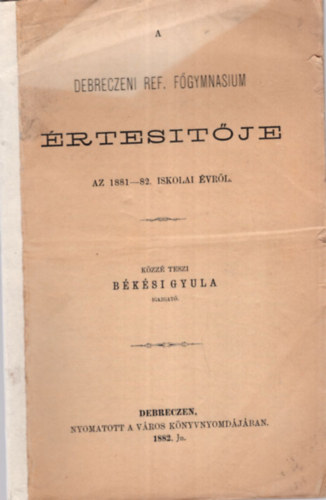 A
DEBRECZENI REF. FŐGYMNASIUM
ÉRTESITŐJE
AZ 1881—82. ISKOLAI ÉVRŐL.
KÖZZÉ TESZI
BÉKÉSI GYULA
IGAZGATÓ.
DEBRECZEN,
NYOMATOTT A VÁROS KÖNYVNYOMDÁJÁBAN.
1882.